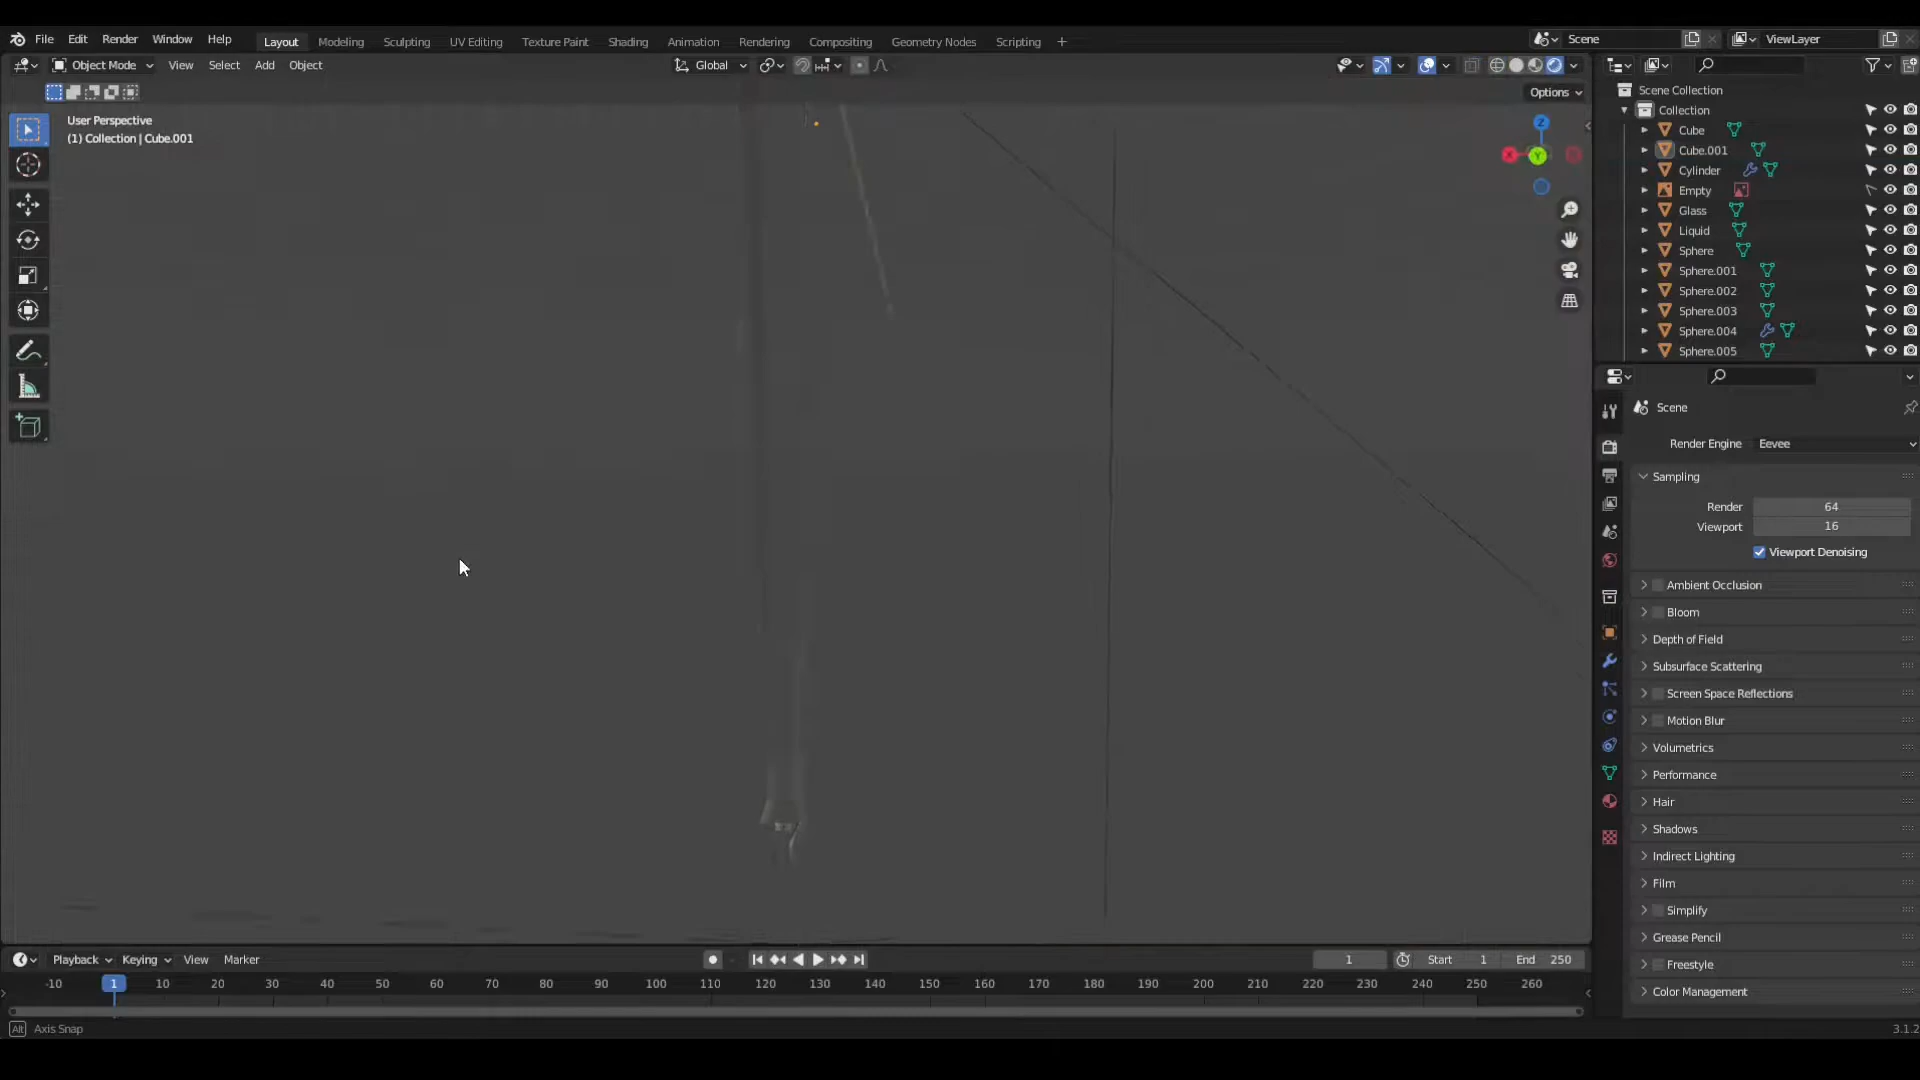 File Edit Render Window Help Layout Modeling Sculpting UV Editing Texture Paint Shading Animation Rendering Compositing Geometry Nodes Scripting + Scene ViewLayer
Object Mode View Select Add Object Global
Options
User Perspective
(1) Collection | Cube.001
Z
X
Y
Scene Collection
Collection
Cube
Cube.001
Cylinder
Empty
Glass
Liquid
Sphere
Sphere.001
Sphere.002
Sphere.003
Sphere.004
Sphere.005
Scene
Render Engine Eevee
Sampling
Render 64
Viewport 16
Viewport Denoising
Ambient Occlusion
Bloom
Depth of Field
Subsurface Scattering
Screen Space Reflections
Motion Blur
Volumetrics
Performance
Hair
Shadows
Indirect Lighting
Film
Simplify
Grease Pencil
Freestyle
Color Management
Playback Keying View Marker 1 Start 1 End 250
-10 1 10 20 30 40 50 60 70 80 90 100 110 120 130 140 150 160 170 180 190 200 210 220 230 240 250 260
Alt Axis Snap 3.1.2